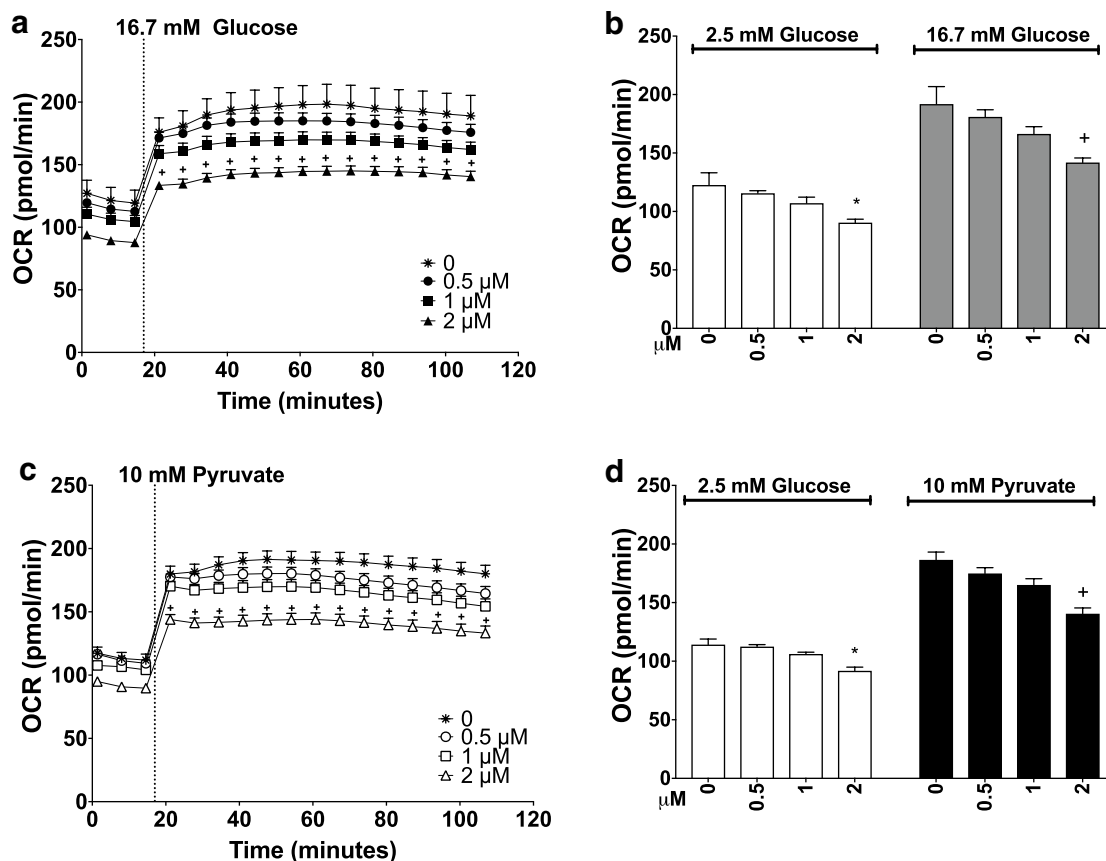 a
16.7 mM Glucose
OCR (pmol/min)
250
200
150
100
50
0
0 20 40 60 80 100 120
Time (minutes)
0
0.5 µM
1 µM
2 µM
b
2.5 mM Glucose 16.7 mM Glucose
OCR (pmol/min)
250
200
150
100
50
0
*
+
µM 0 0.5 1 2 0 0.5 1 2
c
10 mM Pyruvate
OCR (pmol/min)
250
200
150
100
50
0
0 20 40 60 80 100 120
Time (minutes)
0
0.5 µM
1 µM
2 µM
d
2.5 mM Glucose 10 mM Pyruvate
OCR (pmol/min)
250
200
150
100
50
0
*
+
µM 0 0.5 1 2 0 0.5 1 2